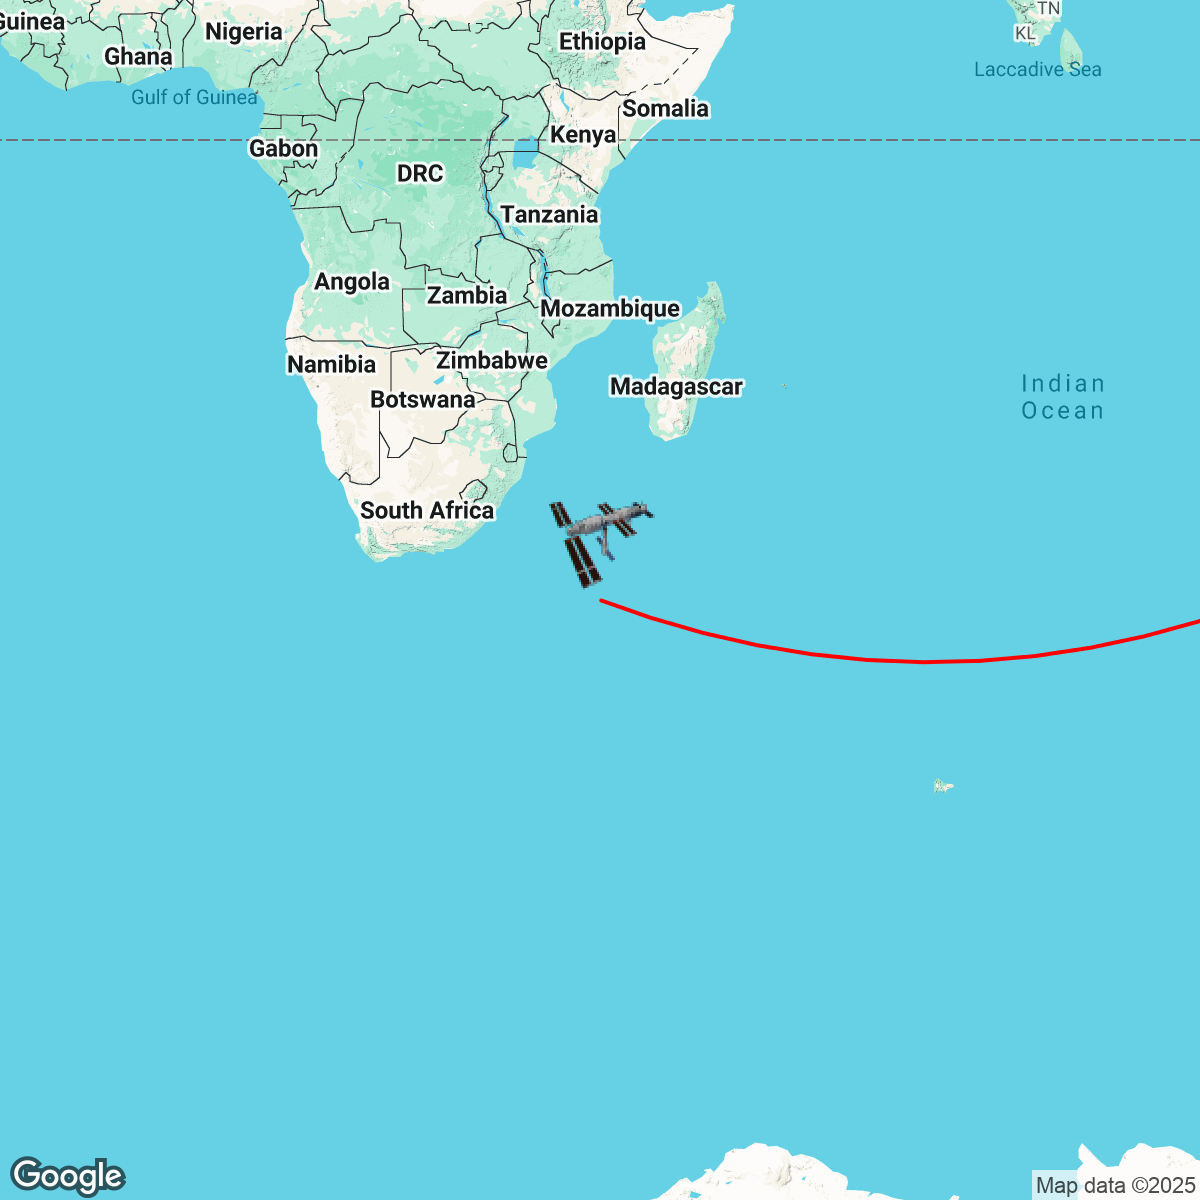 Guinea
Nigeria
Ghana
Gulf of Guinea
Ethiopia
TN
KL
Laccadive Sea
Somalia
Kenya
Gabon
DRC
Tanzania
Angola
Zambia
Mozambique
Namibia
Zimbabwe
Botswana
Madagascar
Indian
Ocean
South Africa
Google
Map data ©2025